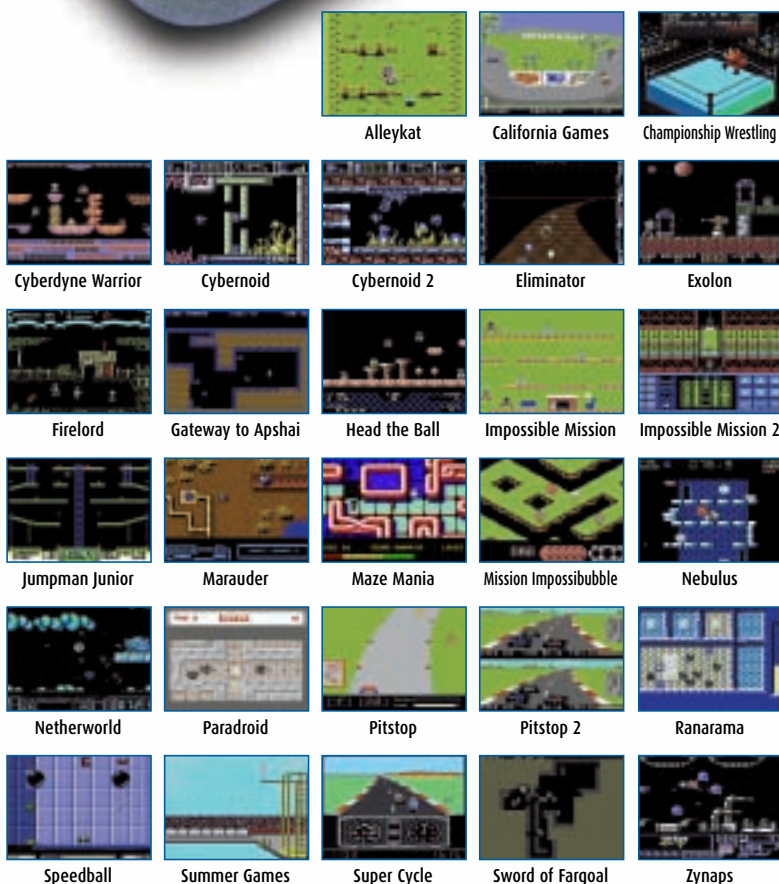 Alleykat California Games Championship Wrestling
Cyberdyne Warrior Cybernoid Cybernoid 2 Eliminator Exolon
Firelord Gateway to Apshai Head the Ball Impossible Mission Impossible Mission 2
Jumpman Junior Marauder Maze Mania Mission Impossibubble Nebulus
Netherworld Paradroid Pitstop Pitstop 2 Ranarama
Speedball Summer Games Super Cycle Sword of Fargoal Zynaps